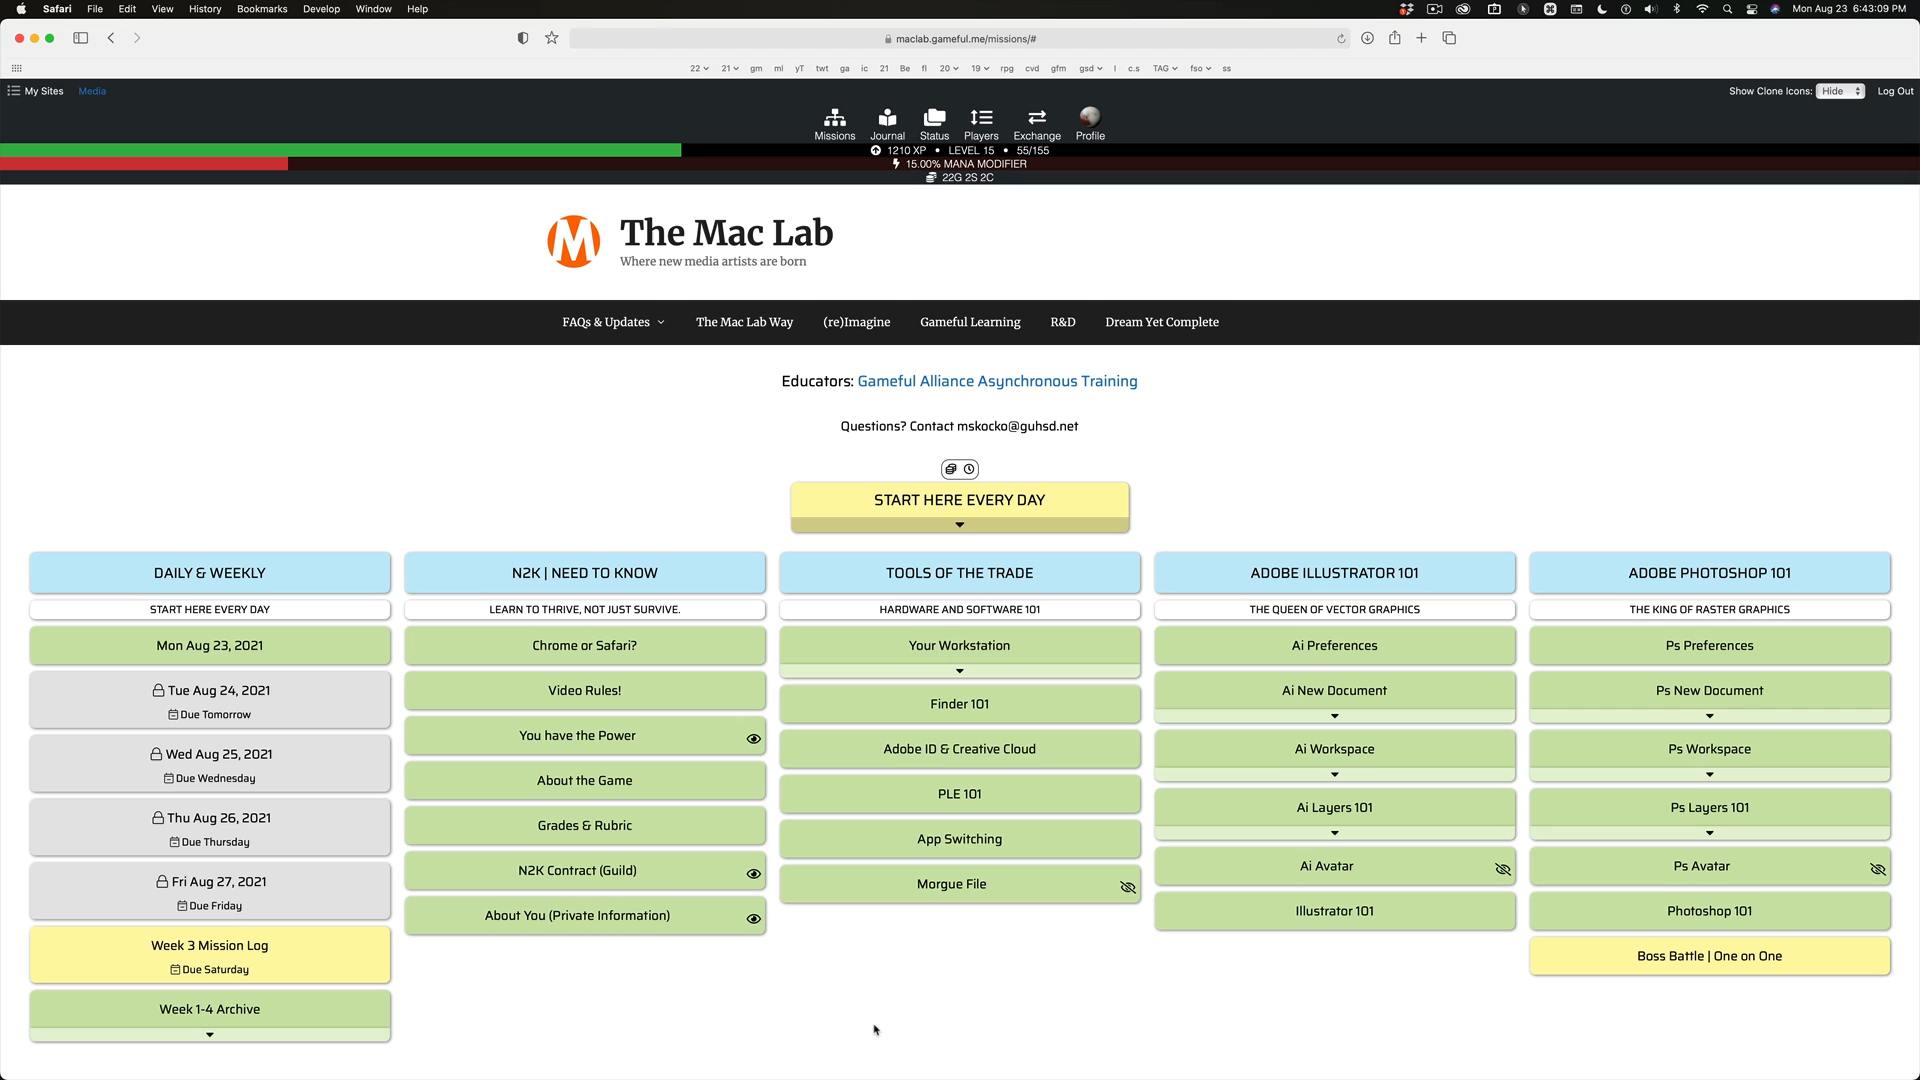 Safari File Edit View History Bookmarks Develop Window Help
Mon Aug 23 6:43:09 PM
maclab.gameful.me/missions/#
22 21 gm ml yT twt ga ic 21 Be fl 20 19 rpg cvd gfm gsd l c.s TAG fso ss
My Sites Media
Show Clone Icons: Hide Log Out
Missions Journal Status Players Exchange Profile
1210 XP • LEVEL 15 • 55/155
15.00% MANA MODIFIER
22G 2S 2C
The Mac Lab
Where new media artists are born
FAQs & Updates The Mac Lab Way (re)Imagine Gameful Learning R&D Dream Yet Complete
Educators: Gameful Alliance Asynchronous Training
Questions? Contact mskocko@guhsd.net
START HERE EVERY DAY
DAILY & WEEKLY
START HERE EVERY DAY
Mon Aug 23, 2021
Tue Aug 24, 2021
Due Tomorrow
Wed Aug 25, 2021
Due Wednesday
Thu Aug 26, 2021
Due Thursday
Fri Aug 27, 2021
Due Friday
Week 3 Mission Log
Due Saturday
Week 1-4 Archive
N2K | NEED TO KNOW
LEARN TO THRIVE, NOT JUST SURVIVE.
Chrome or Safari?
Video Rules!
You have the Power
About the Game
Grades & Rubric
N2K Contract (Guild)
About You (Private Information)
TOOLS OF THE TRADE
HARDWARE AND SOFTWARE 101
Your Workstation
Finder 101
Adobe ID & Creative Cloud
PLE 101
App Switching
Morgue File
ADOBE ILLUSTRATOR 101
THE QUEEN OF VECTOR GRAPHICS
Ai Preferences
Ai New Document
Ai Workspace
Ai Layers 101
Ai Avatar
Illustrator 101
ADOBE PHOTOSHOP 101
THE KING OF RASTER GRAPHICS
Ps Preferences
Ps New Document
Ps Workspace
Ps Layers 101
Ps Avatar
Photoshop 101
Boss Battle | One on One